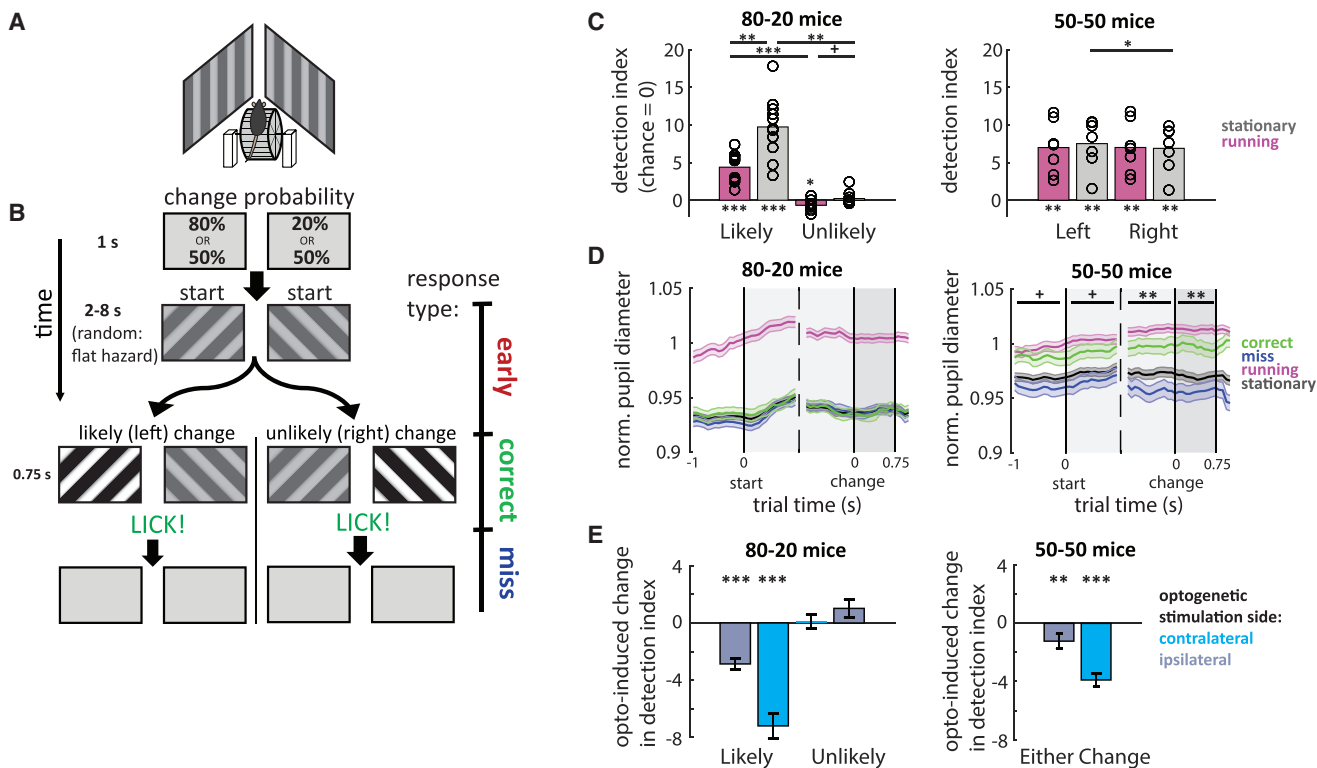 A
B
change probability
80%
OR
50%
20%
OR
50%
1 s
time
start
start
2-8 s
(random:
flat hazard)
response
type:
early
correct
miss
likely (left) change
unlikely (right) change
0.75 s
LICK!
LICK!
C
80-20 mice
** **
*** +
20
15
10
5
0
detection index
(chance = 0)
*
*** ***
Likely Unlikely
50-50 mice
*
20
15
10
5
0
detection index
** ** ** **
Left Right
stationary
running
D
80-20 mice
1.05
1
0.95
0.9
norm. pupil diameter
-1 0 0 0.75
start change
trial time (s)
50-50 mice
+ + ** **
1.05
1
0.95
0.9
norm. pupil diameter
-1 0 0 0.75
start change
trial time (s)
correct
miss
running
stationary
E
80-20 mice
4
0
-4
-8
opto-induced change
in detection index
*** ***
Likely Unlikely
50-50 mice
4
0
-4
-8
opto-induced change
in detection index
** ***
Either Change
optogenetic
stimulation side:
contralateral
ipsilateral